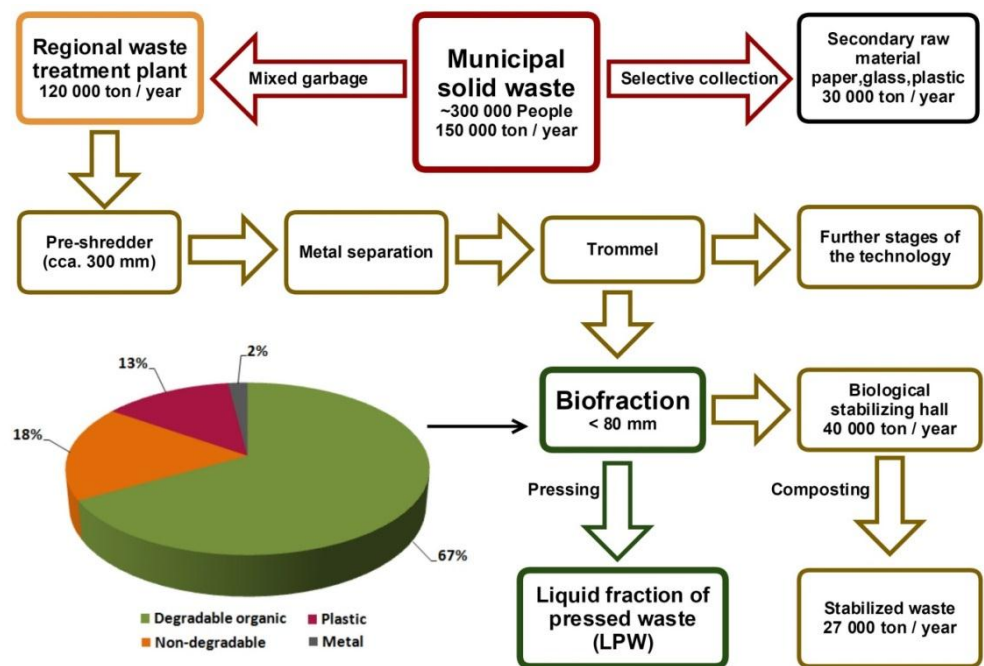 Regional waste
treatment plant
120 000 ton / year
Mixed garbage
Municipal
solid waste
~300 000 People
150 000 ton / year
Selective collection
Secondary raw
material
paper,glass,plastic
30 000 ton / year
Pre-shredder
(cca. 300 mm)
Metal separation
Trommel
Further stages of
the technology
2%
13%
18%
67%
Degradable organic
Plastic
Non-degradable
Metal
Biofraction
< 80 mm
Biological
stabilizing hall
40 000 ton / year
Pressing
Composting
Liquid fraction of
pressed waste
(LPW)
Stabilized waste
27 000 ton / year